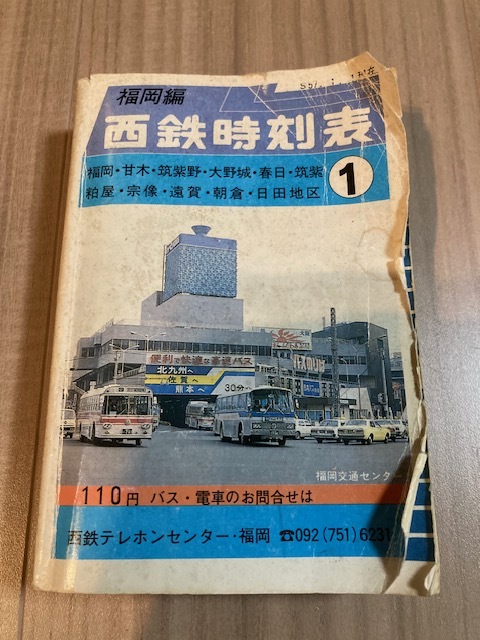 福岡編
西鉄時刻表
福岡・甘木・筑紫野・大野城・春日・筑紫
粕屋・宗像・遠賀・朝倉・日田地区
1
便利で快適な高速バス
北九州へ
佐賀へ
熊本へ
30分
福岡交通センター
110円 バス・電車のお問合せは
西鉄テレホンセンター・福岡 ☎092(751)6231